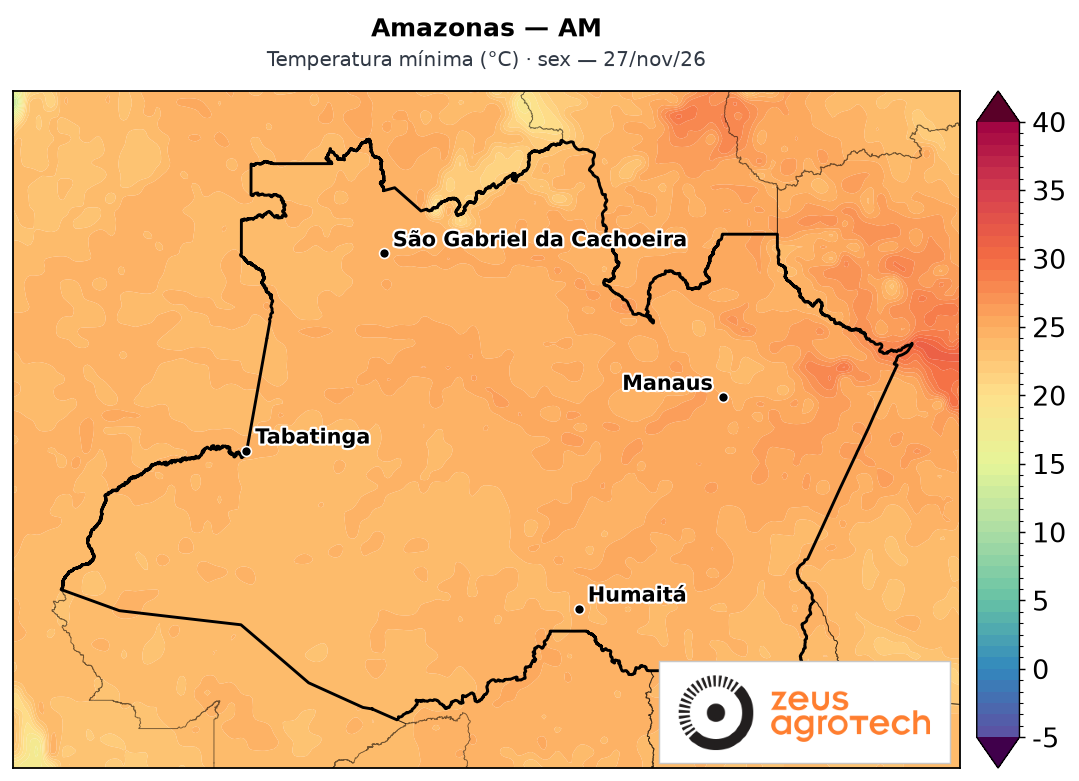 Amazonas — AM
Temperatura mínima (°C) · sex — 27/nov/26
São Gabriel da Cachoeira
Manaus
Tabatinga
Humaitá
40
35
30
25
20
15
10
5
0
-5
zeus
agrotech